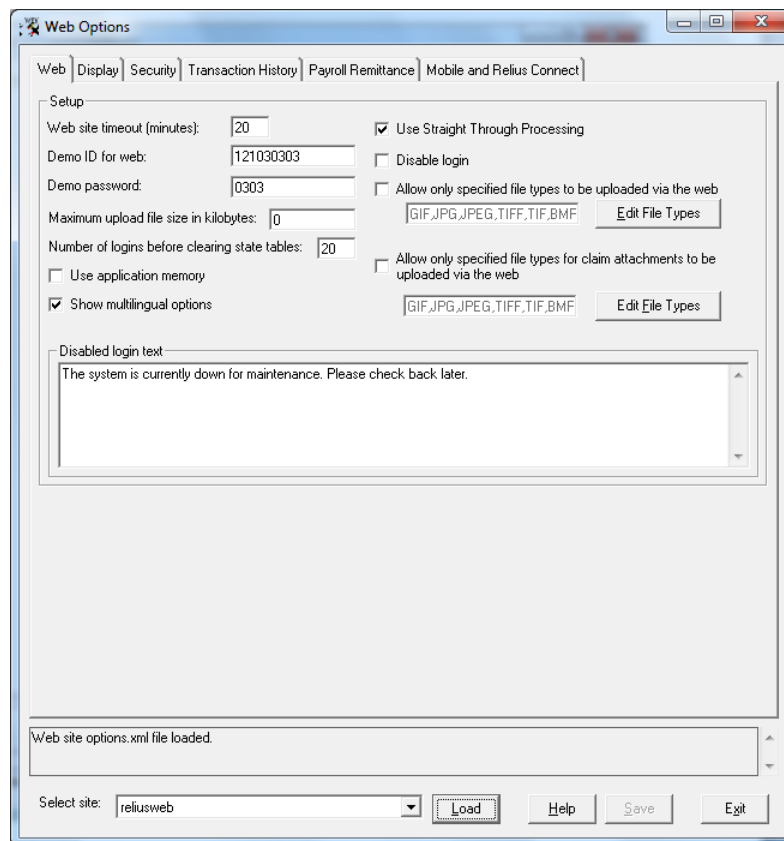 Web Options
Web Display Security Transaction History Payroll Remittance Mobile and Relius Connect
Setup
Web site timeout (minutes): 20
Demo ID for web: 121030303
Demo password: 0303
Maximum upload file size in kilobytes: 0
Number of logins before clearing state tables: 20
Use application memory
Show multilingual options
Use Straight Through Processing
Disable login
Allow only specified file types to be uploaded via the web
GIF,JPG,JPEG,TIFF,TIF,BMF Edit File Types
Allow only specified file types for claim attachments to be
uploaded via the web
GIF,JPG,JPEG,TIFF,TIF,BMF Edit File Types
Disabled login text
The system is currently down for maintenance. Please check back later.
Web site options.xml file loaded.
Select site: reliusweb Load Help Save Exit